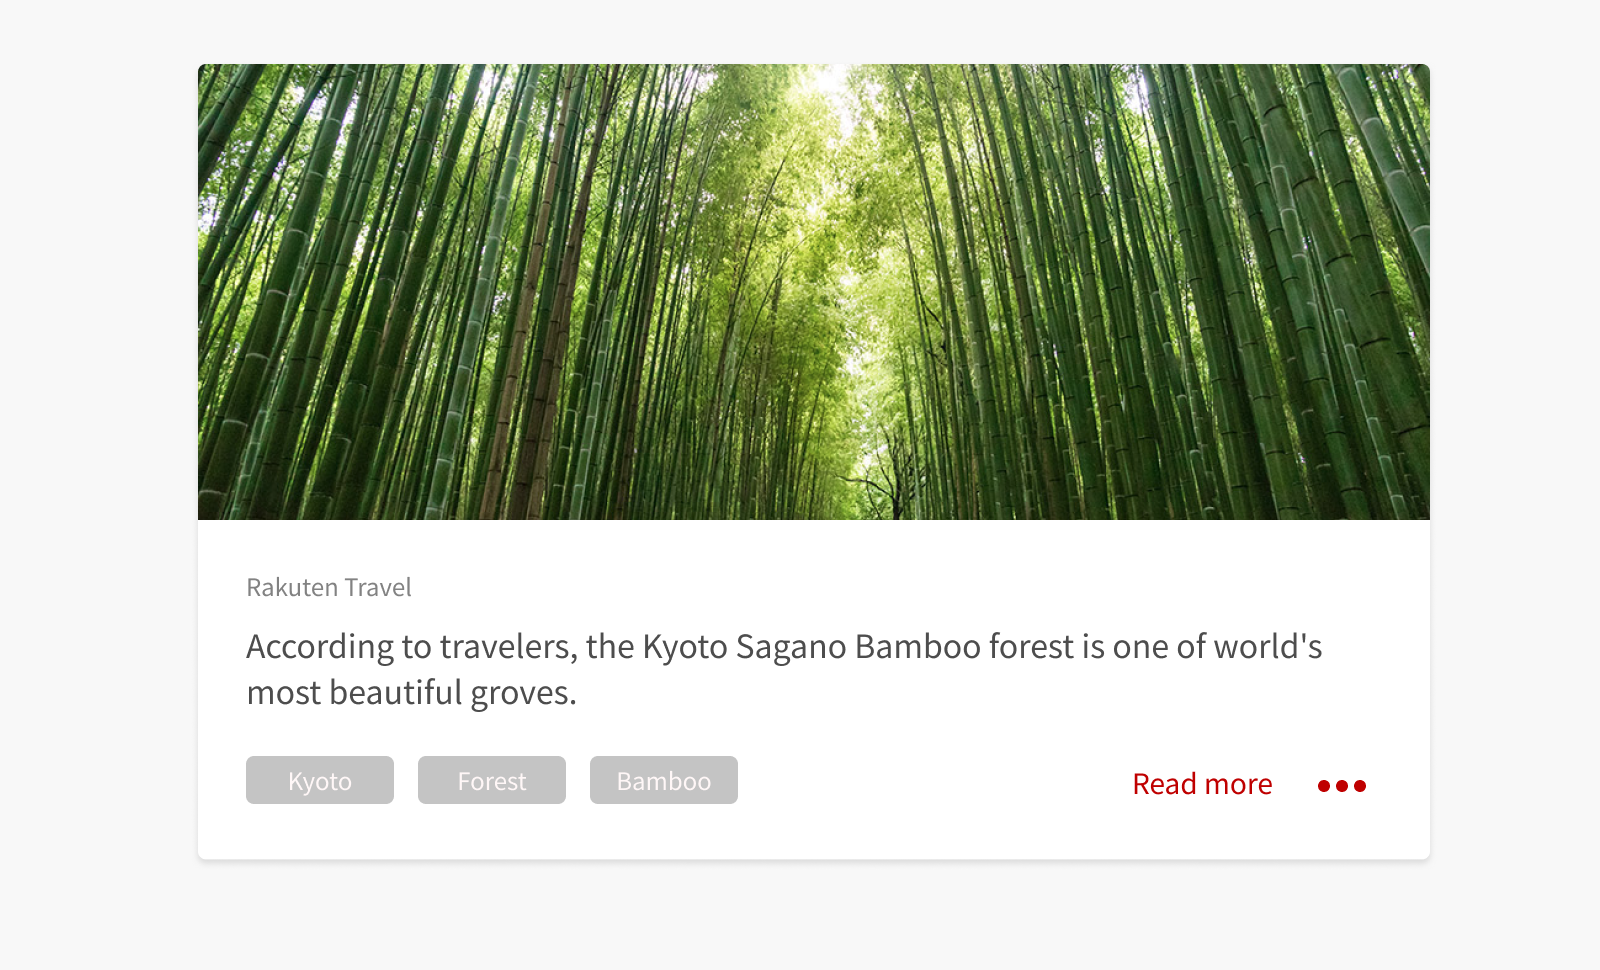 Rakuten Travel
According to travelers, the Kyoto Sagano Bamboo forest is one of world's
most beautiful groves.
Kyoto Forest Bamboo Read more